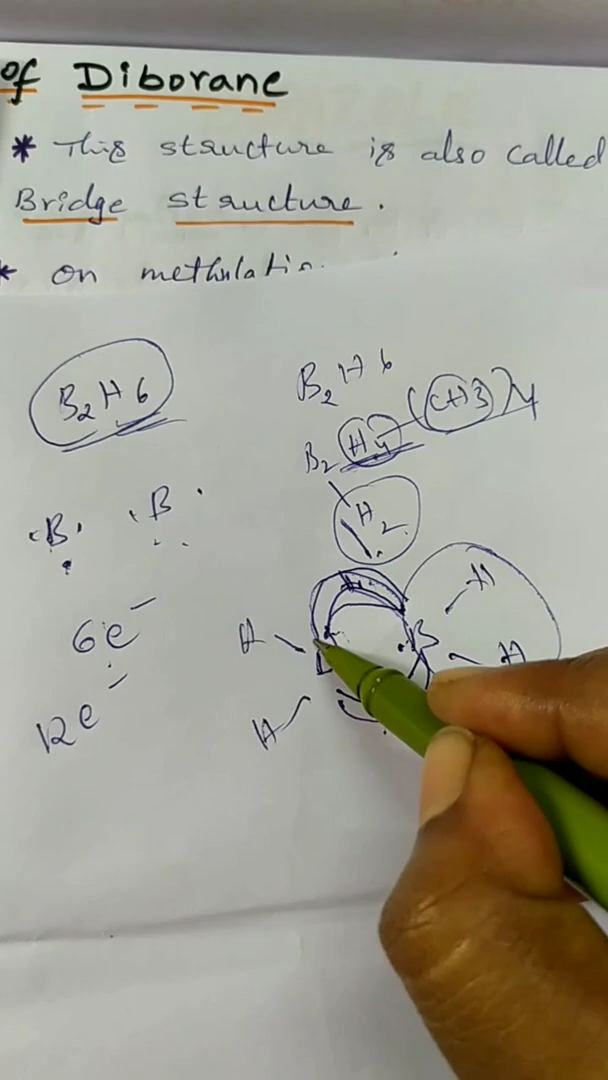 of Diborane
* This structure is also called
Bridge structure.
* on methylatio
B2H6
B2H6
B2 H4 (CH3)4
H2
B B
6e-
12e-
H
H
B
H
H
H